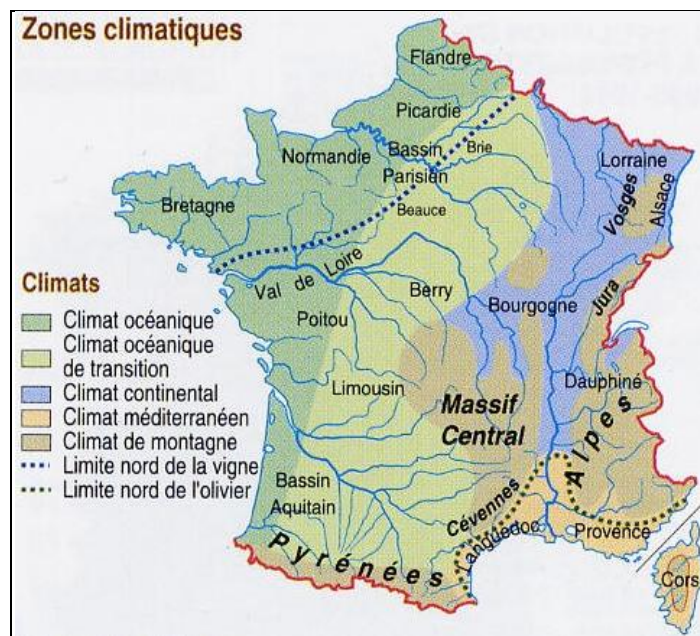 Zones climatiques
Flandre
Picardie
Normandie
Bassin
Parisien
Brie
Lorraine
Vosges
Alsace
Bretagne
Beauce
Val de Loire
Berry
Bourgogne
Jura
Poitou
Climats
Climat océanique
Climat océanique
de transition
Climat continental
Climat méditerranéen
Climat de montagne
Limite nord de la vigne
Limite nord de l'olivier
Limousin
Massif
Central
Dauphiné
Alpes
Bassin
Aquitain
Cévennes
Languedoc
Provence
Pyrénées
Cors